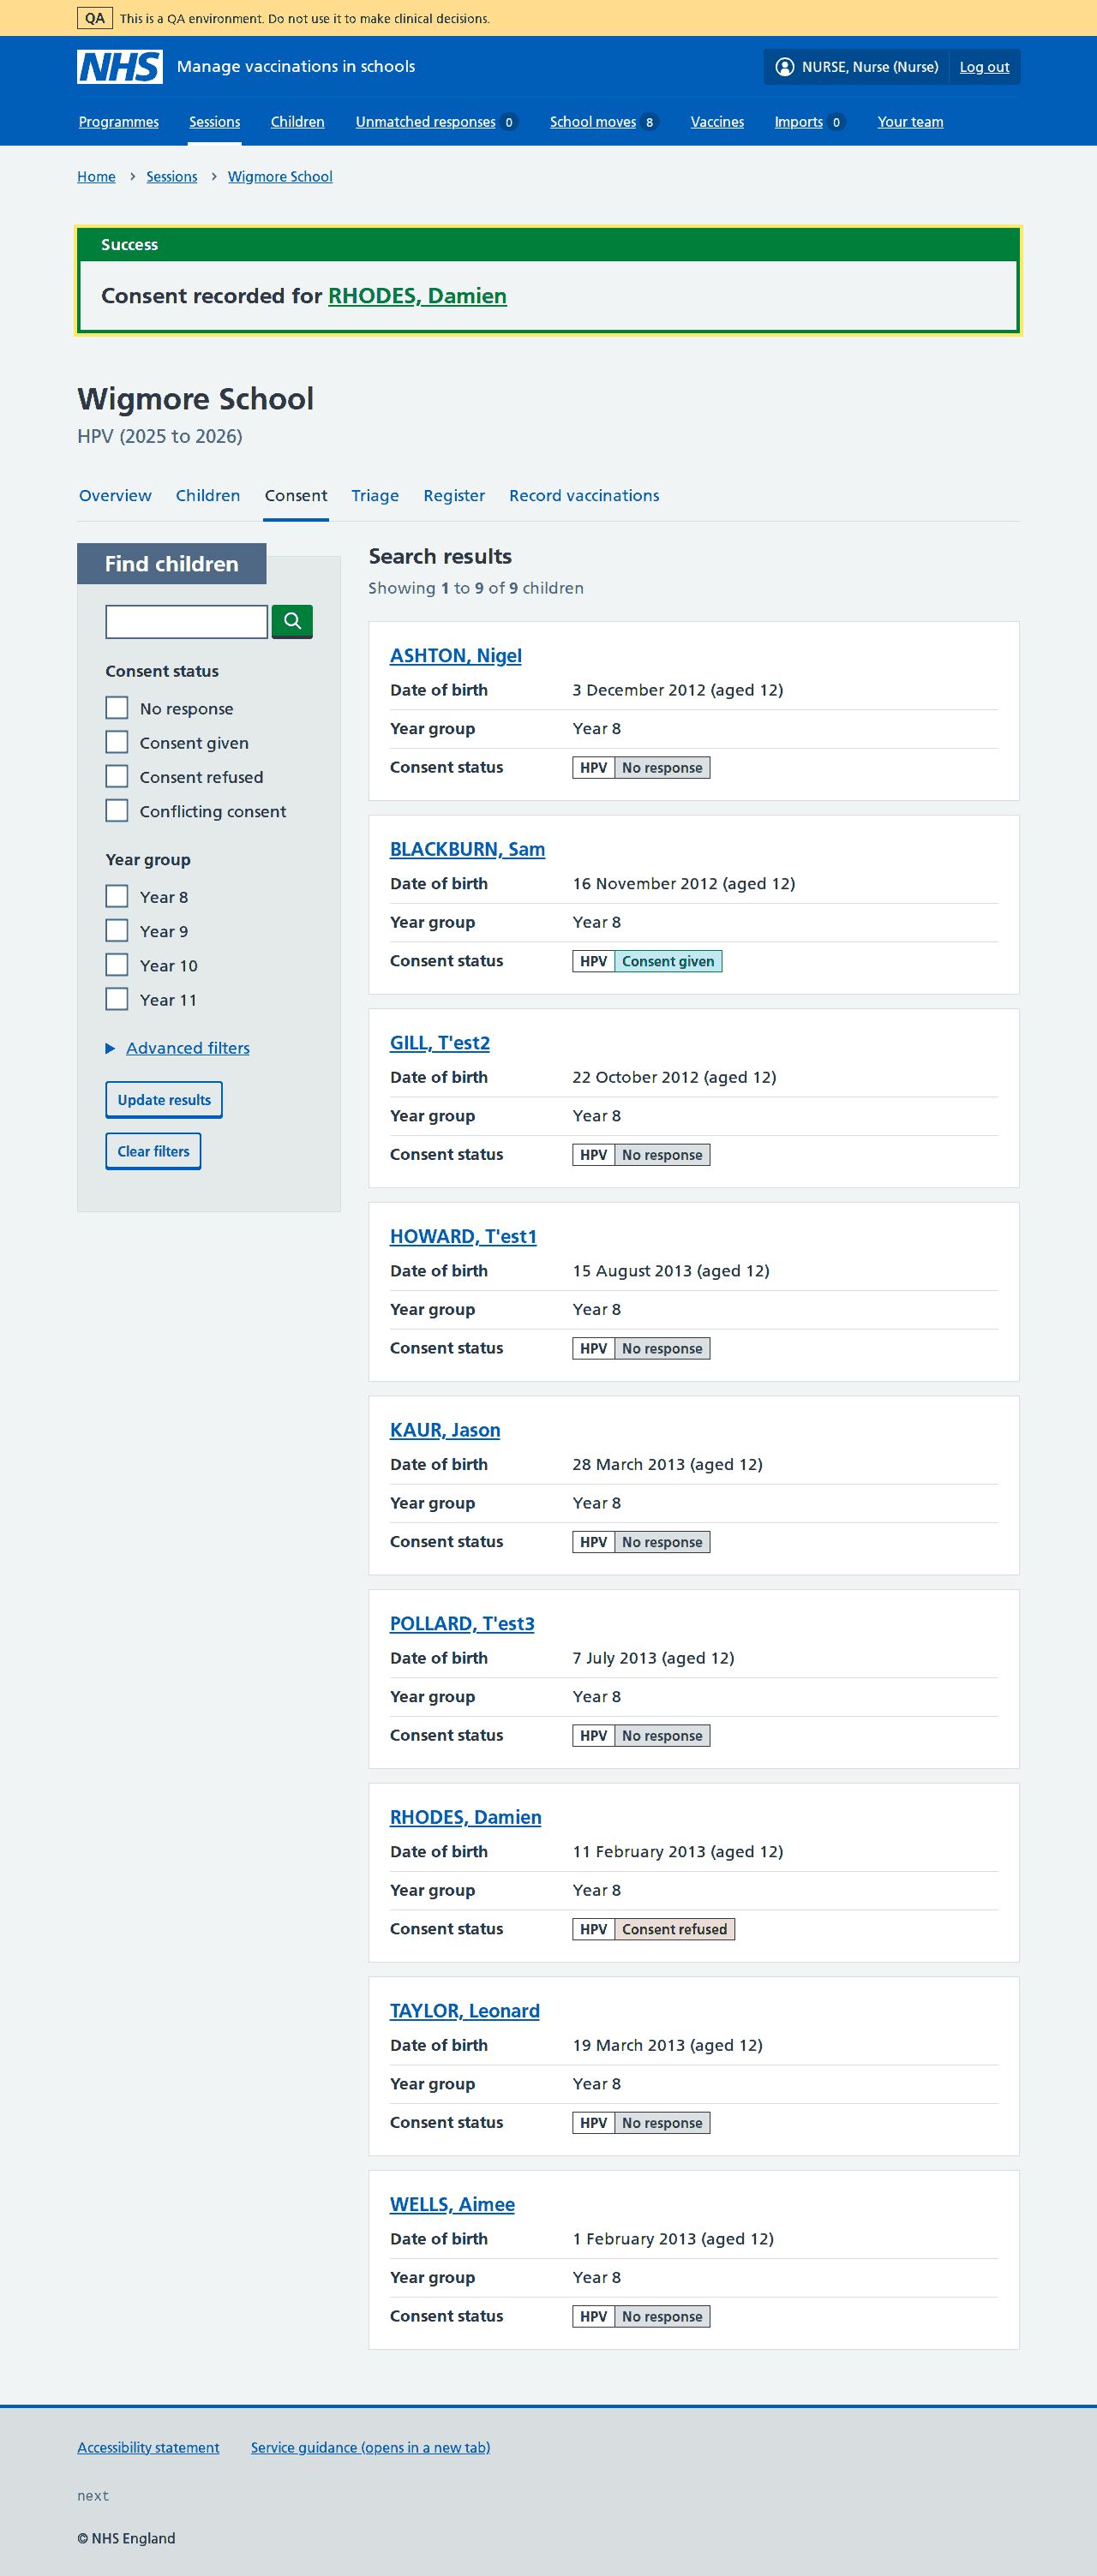 QA This is a QA environment. Do not use it to make clinical decisions.
NHS Manage vaccinations in schools NURSE, Nurse (Nurse) Log out
Programmes Sessions Children Unmatched responses 0 School moves 8 Vaccines Imports 0 Your team
Home > Sessions > Wigmore School
Success
Consent recorded for RHODES, Damien
Wigmore School
HPV (2025 to 2026)
Overview Children Consent Triage Register Record vaccinations
Find children
Consent status
No response
Consent given
Consent refused
Conflicting consent
Year group
Year 8
Year 9
Year 10
Year 11
Advanced filters
Update results
Clear filters
Search results
Showing 1 to 9 of 9 children
ASHTON, Nigel
Date of birth 3 December 2012 (aged 12)
Year group Year 8
Consent status HPV No response
BLACKBURN, Sam
Date of birth 16 November 2012 (aged 12)
Year group Year 8
Consent status HPV Consent given
GILL, T'est2
Date of birth 22 October 2012 (aged 12)
Year group Year 8
Consent status HPV No response
HOWARD, T'est1
Date of birth 15 August 2013 (aged 12)
Year group Year 8
Consent status HPV No response
KAUR, Jason
Date of birth 28 March 2013 (aged 12)
Year group Year 8
Consent status HPV No response
POLLARD, T'est3
Date of birth 7 July 2013 (aged 12)
Year group Year 8
Consent status HPV No response
RHODES, Damien
Date of birth 11 February 2013 (aged 12)
Year group Year 8
Consent status HPV Consent refused
TAYLOR, Leonard
Date of birth 19 March 2013 (aged 12)
Year group Year 8
Consent status HPV No response
WELLS, Aimee
Date of birth 1 February 2013 (aged 12)
Year group Year 8
Consent status HPV No response
Accessibility statement Service guidance (opens in a new tab)
next
© NHS England